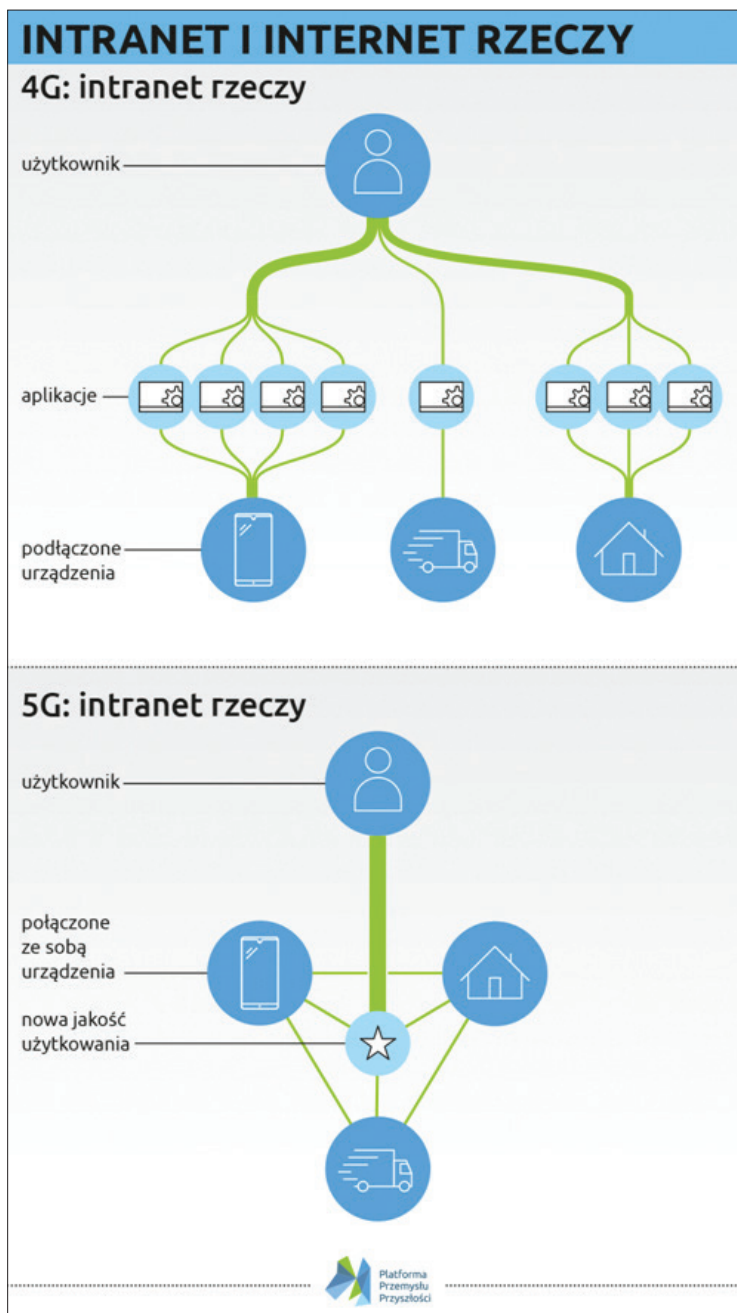 INTRANET I INTERNET RZECZY
4G: intranet rzeczy
użytkownik
aplikacje
podłączone
urządzenia
5G: intranet rzeczy
użytkownik
połączone
ze sobą
urządzenia
nowa jakość
użytkowania
Platforma
Przemysłu
Przyszłości